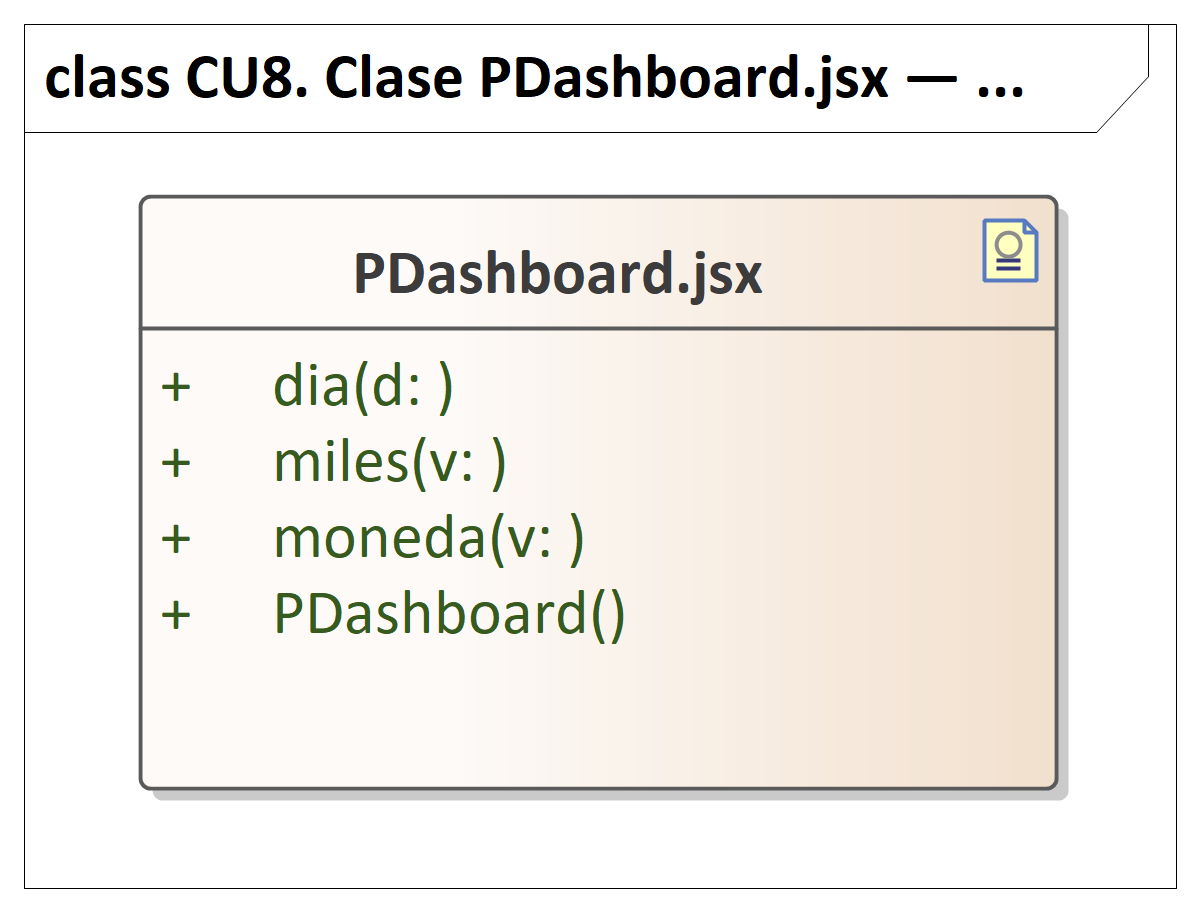 class CU8. Clase PDashboard.jsx — ...
PDashboard.jsx
+ dia(d: )
+ miles(v: )
+ moneda(v: )
+ PDashboard()